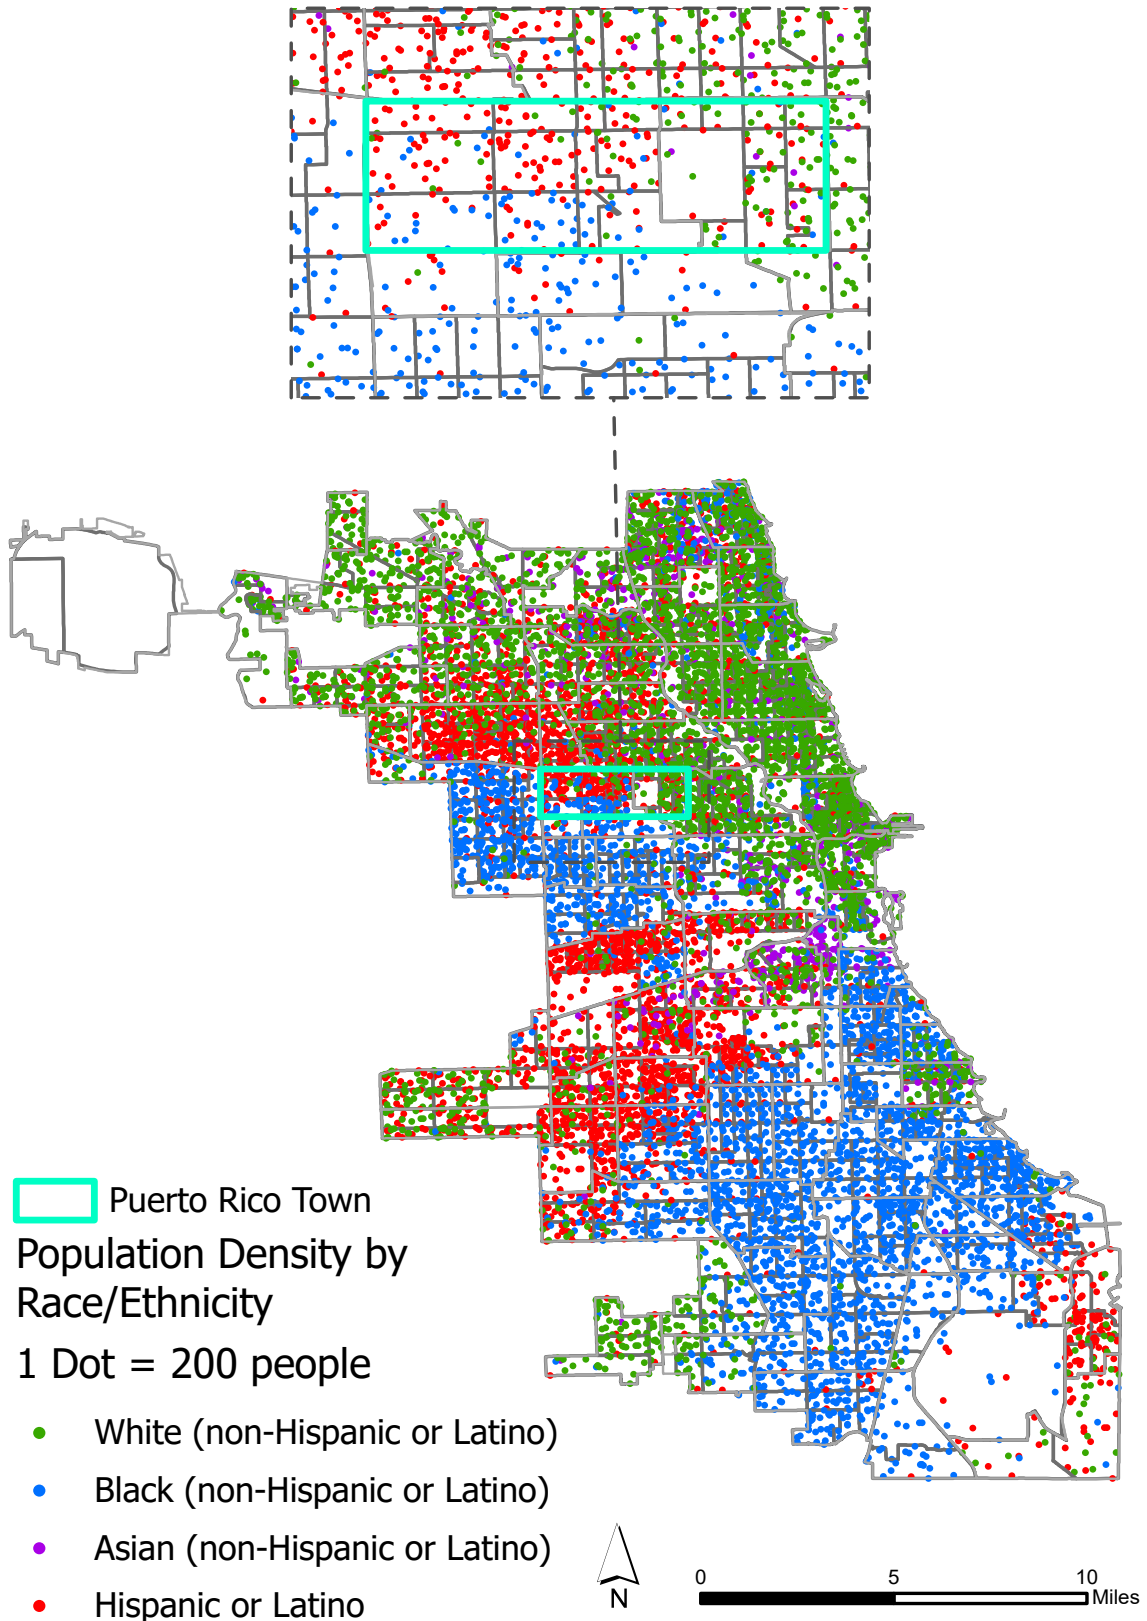 Puerto Rico Town
Population Density by
Race/Ethnicity
1 Dot = 200 people
White (non-Hispanic or Latino)
Black (non-Hispanic or Latino)
Asian (non-Hispanic or Latino)
Hispanic or Latino
N
0 5 10
Miles